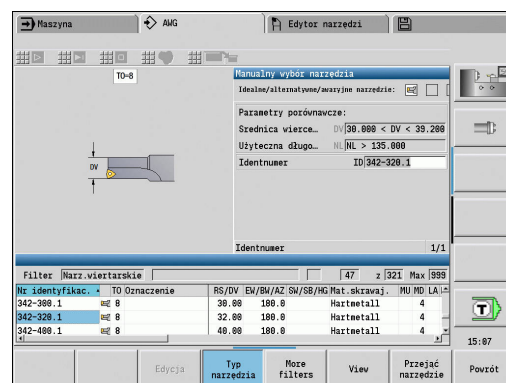 Maszyna
AWG
Edytor narzędzi
TO=8
Manualny wybór narzędzia
Idealne/alternatywne/awaryjne narzędzie:
Parametry porównawcze:
Srednica wierce… DV 30.000 < DV < 39.200
Użyteczna długo… NL NL > 135.000
Identnumer ID 342-320.1
DV
Identnumer 1/1
Filter Narz.viertarskie 47 z 321 Max 999
Nr identyfikac. TO Oznaczenie RS/DV EW/BW/AZ SW/SB/HG Mat.skrawaj. MU MD LA
342-300.1 8 30.00 180.0 Hartmetall 4
342-320.1 8 32.00 180.0 Hartmetall 4
342-400.1 8 40.00 180.0 Hartmetall 4
T
15:07
Edycja
Typ narzędzia
More filters
View
Przejać narzędzie
Powrót